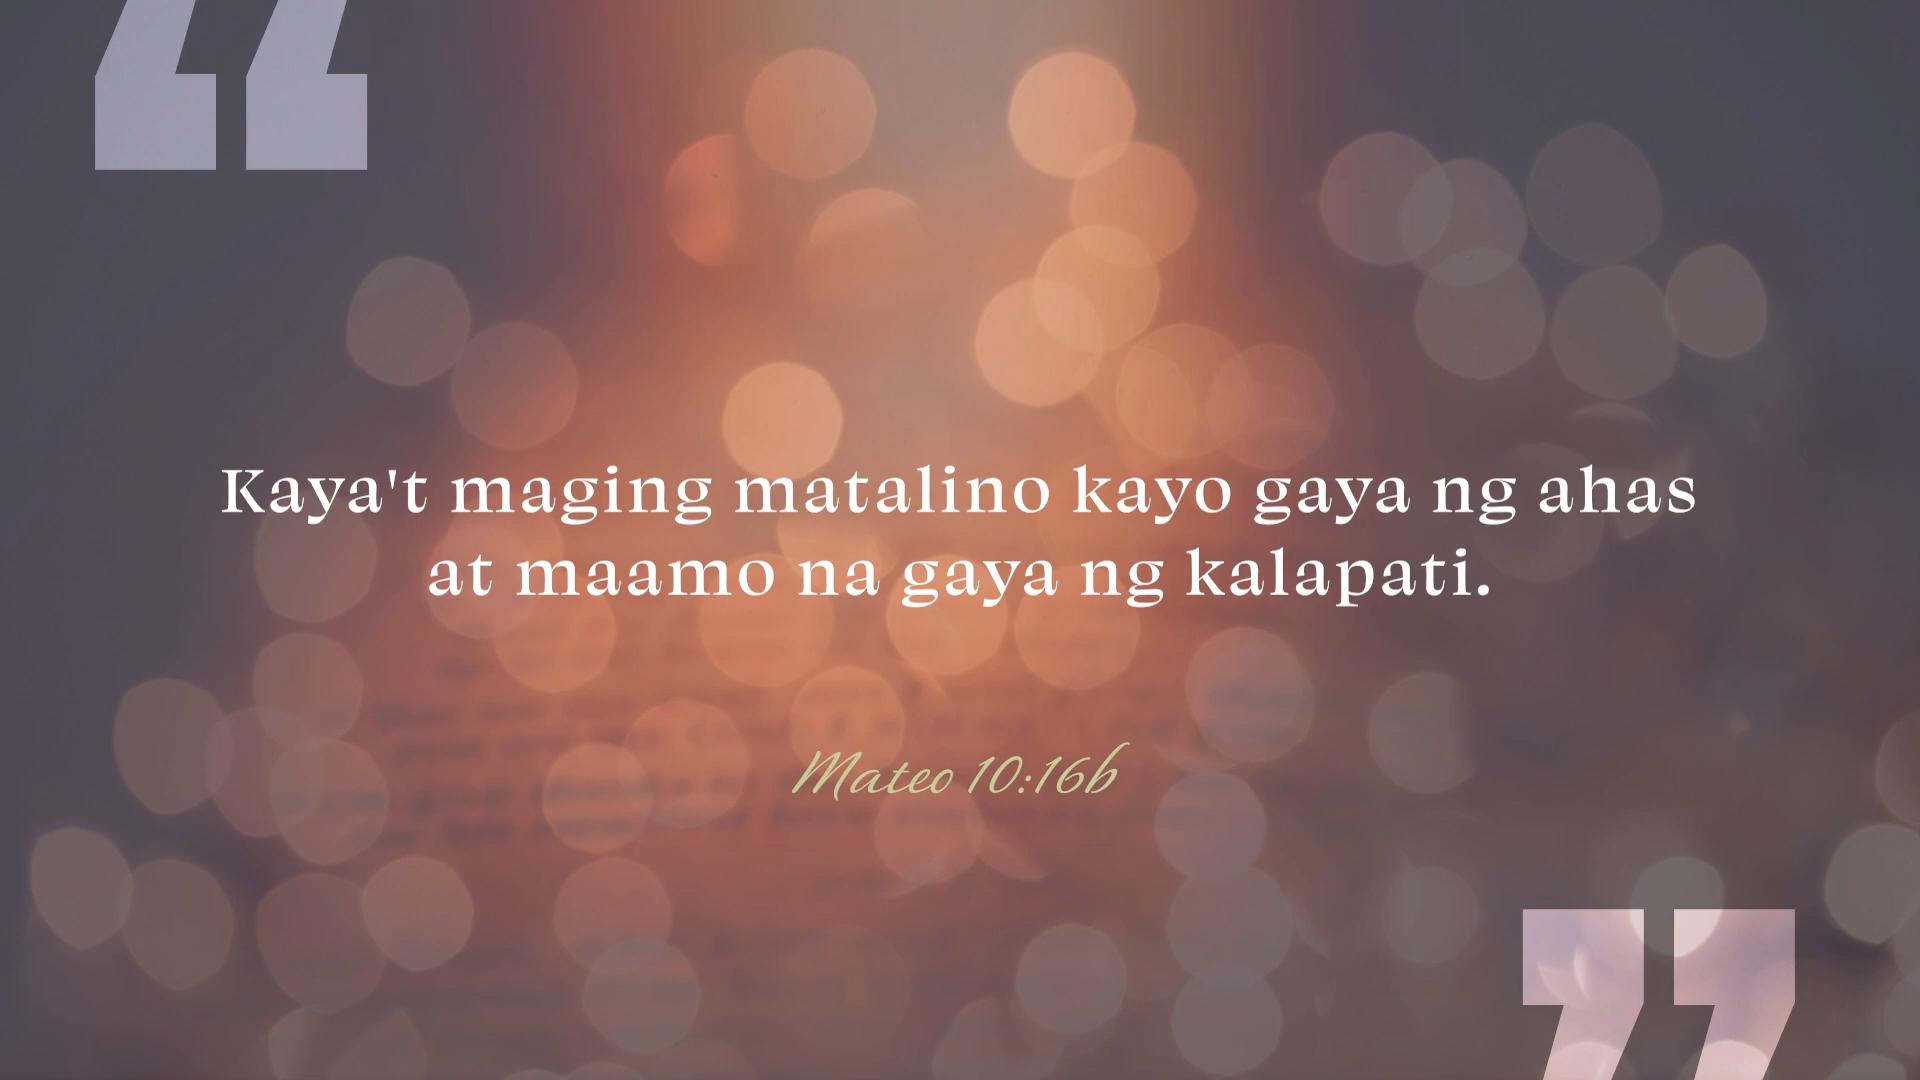 Kaya't maging matalino kayo gaya ng ahas
at maamo na gaya ng kalapati.
Mateo 10:16b